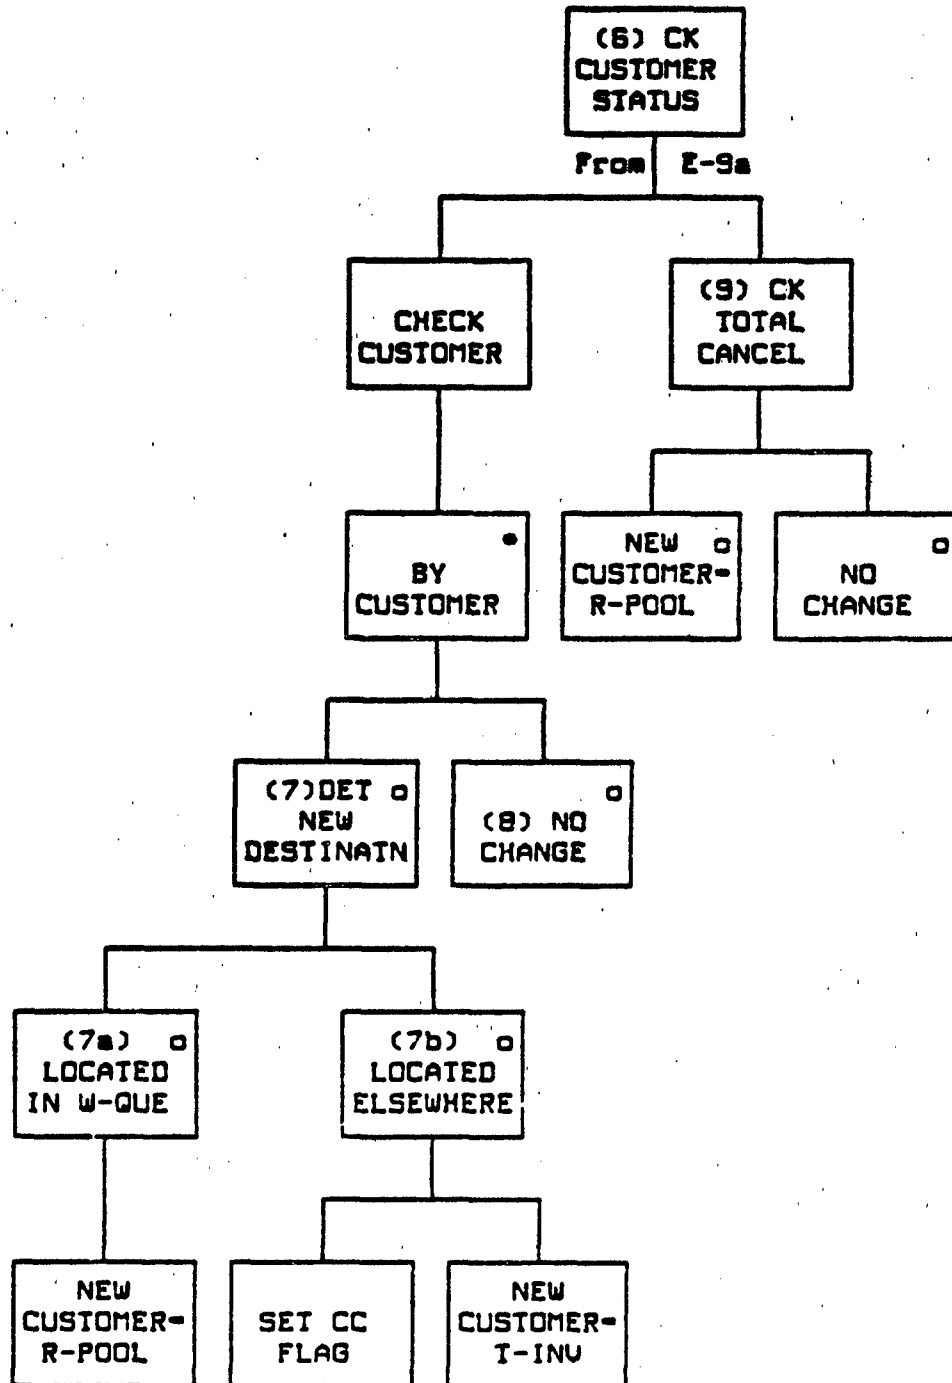 (6) CK
CUSTOMER
STATUS
From E-9a
CHECK
CUSTOMER
(9) CK
TOTAL
CANCEL
BY
CUSTOMER
NEW
CUSTOMER=
R-POOL
NO
CHANGE
(7)DET
NEW
DESTINATN
(8) NO
CHANGE
(7a)
LOCATED
IN W-QUE
(7b)
LOCATED
ELSEWHERE
NEW
CUSTOMER=
R-POOL
SET CC
FLAG
NEW
CUSTOMER=
T-INV